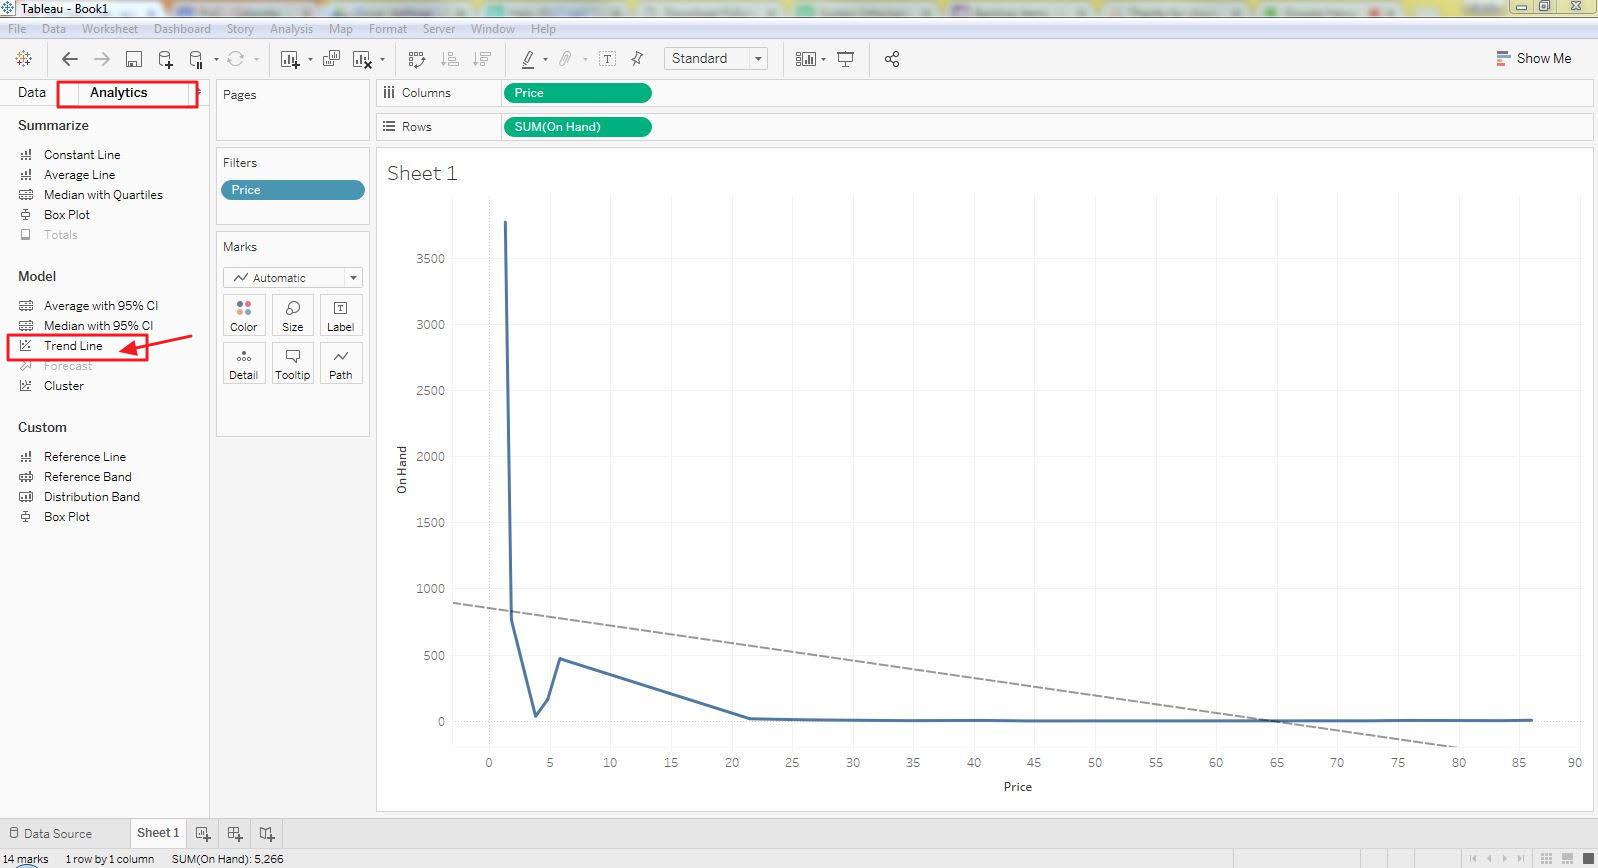 Tableau - Book1
File Data Worksheet Dashboard Story Analysis Map Format Server Window Help
Standard
Show Me
Data Analytics
Summarize
Constant Line
Average Line
Median with Quartiles
Box Plot
Totals
Model
Average with 95% CI
Median with 95% CI
Trend Line
Forecast
Cluster
Custom
Reference Line
Reference Band
Distribution Band
Box Plot
Pages
Filters
Price
Marks
Automatic
Color Size Label
Detail Tooltip Path
Columns Price
Rows SUM(On Hand)
Sheet 1
3500
3000
2500
2000
1500
1000
500
0
On Hand
0 5 10 15 20 25 30 35 40 45 50 55 60 65 70 75 80 85 90
Price
Data Source Sheet 1
14 marks 1 row by 1 column SUM(On Hand): 5,266